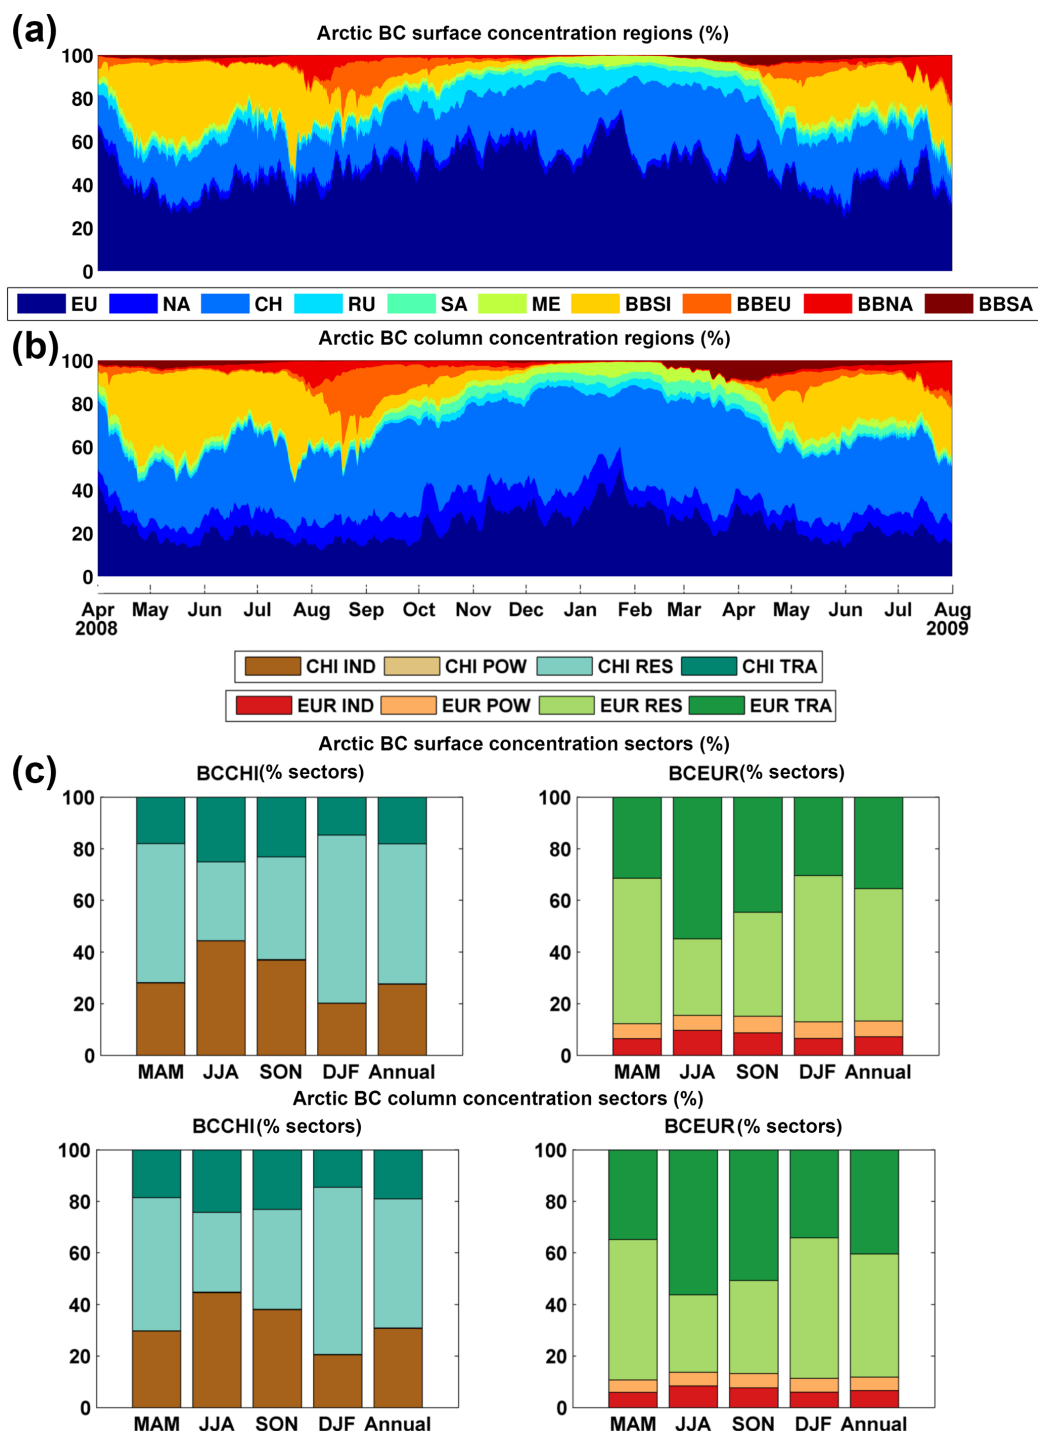 (a)
Arctic BC surface concentration regions (%)
100
80
60
40
20
0
EU NA CH RU SA ME BBSI BBEU BBNA BBSA
(b)
Arctic BC column concentration regions (%)
100
80
60
40
20
0
Apr May Jun Jul Aug Sep Oct Nov Dec Jan Feb Mar Apr May Jun Jul Aug
2008 2009
CHI IND CHI POW CHI RES CHI TRA
EUR IND EUR POW EUR RES EUR TRA
Arctic BC surface concentration sectors (%)
(c)
BCCHI(% sectors)
100
80
60
40
20
0
MAM JJA SON DJF Annual
BCEUR(% sectors)
100
80
60
40
20
0
MAM JJA SON DJF Annual
Arctic BC column concentration sectors (%)
BCCHI(% sectors)
100
80
60
40
20
0
MAM JJA SON DJF Annual
BCEUR(% sectors)
100
80
60
40
20
0
MAM JJA SON DJF Annual